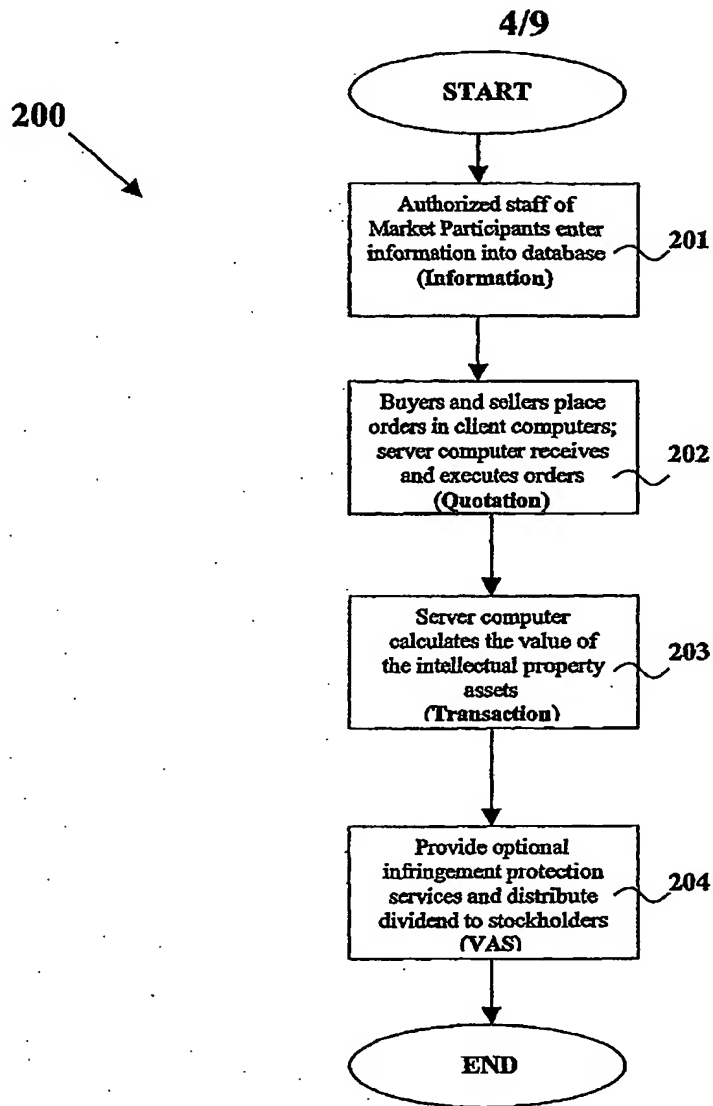 4/9
START
200
Authorized staff of
Market Participants enter
information into database
(Information)
201
Buyers and sellers place
orders in client computers;
server computer receives
and executes orders
(Quotation)
202
Server computer
calculates the value of
the intellectual property
assets
(Transaction)
203
Provide optional
infringement protection
services and distribute
dividend to stockholders
(VAS)
204
END